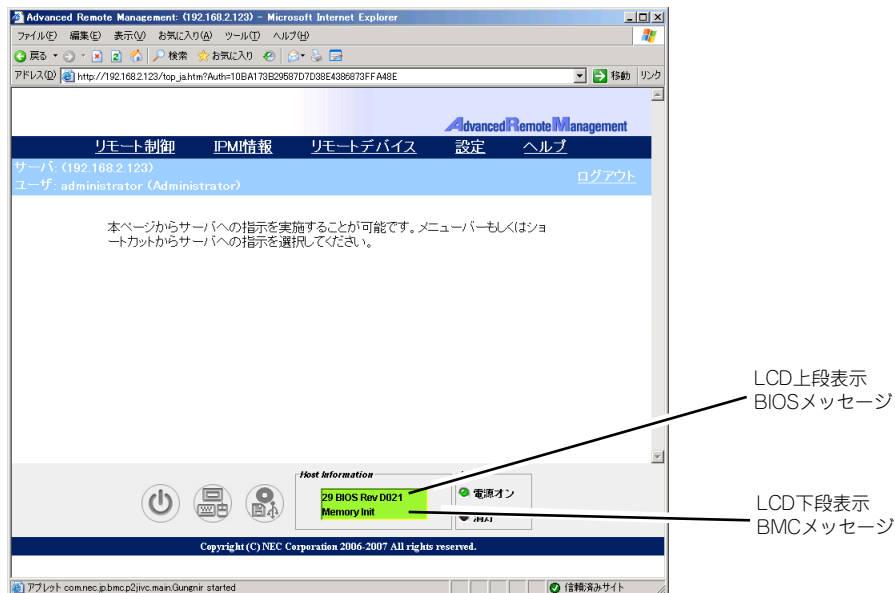 Advanced Remote Management: (192.168.2.123) - Microsoft Internet Explorer
ファイル(F) 編集(E) 表示(V) お気に入り(A) ツール(T) ヘルプ(H)
戻る 検索 お気に入り
アドレス(D) http://192.168.2.123/top_ja.htm?Auth=10BA173B29587D7D38E4386873FFA48E 移動 リンク
Advanced Remote Management
リモート制御 IPMI情報 リモートデバイス 設定 ヘルプ
サーバ: (192.168.2.123)
ユーザ: administrator (Administrator)
ログアウト
本ページからサーバへの指示を実施することが可能です。メニューバーもしくはショ
ートカットからサーバへの指示を選択してください。
LCD上段表示
BIOSメッセージ
Host Information
29 BIOS Rev D021
Memory Init
電源オン
消灯
LCD下段表示
BMCメッセージ
Copyright (C) NEC Corporation 2006-2007 All rights reserved.
アプレット com.nec.jp.bmc.p2jivc.main.Gungnir started
信頼済みサイト